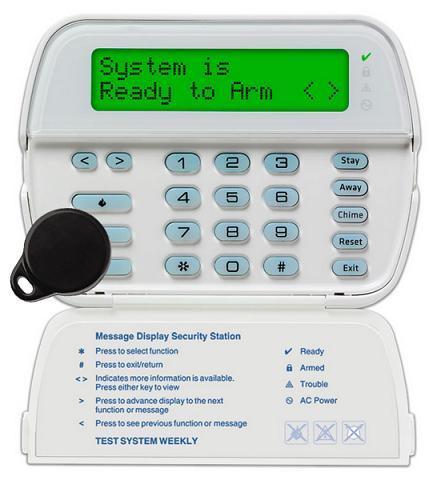 System is
Ready to Arm < >
< > 1 2 3 Stay
4 5 6 Away
Chime
7 8 9 Reset
* 0 # Exit
Message Display Security Station
* Press to select function
# Press to exit/return
< > Indicates more information is available.
Press either key to view
> Press to advance display to the next
function or message
< Press to see previous function or message
TEST SYSTEM WEEKLY
✔ Ready
Armed
Trouble
AC Power